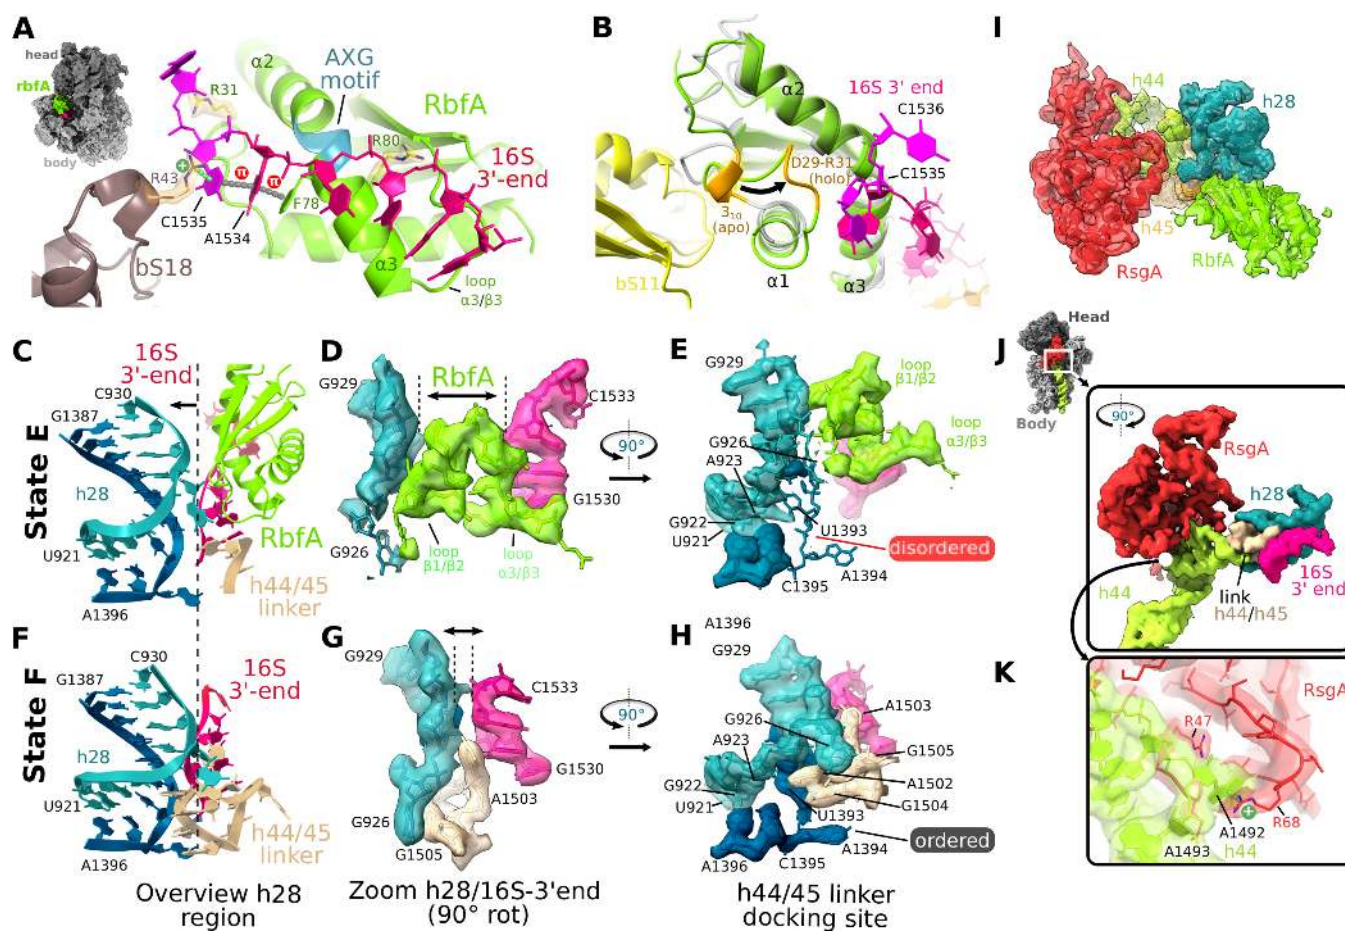 A
head
rbfA
body
R31
α2
AXG
motif
RbfA
R80
16S
3'-end
R43
+
π
π
F78
C1535
A1534
bS18
α3
loop
α3/β3
B
α2
16S 3' end
C1536
D29-R31
(holo)
C1535
3₁₀
(apo)
bS11
α1
α3
I
h44
h28
h45
RsgA
RbfA
State E
C
16S
3'-end
C930
G1387
h28
U921
RbfA
h44/45
linker
A1396
D
G929
RbfA
C1533
G1530
G926
loop
β1/β2
loop
α3/β3
90°
E
G929
loop
β1/β2
G926
loop
α3/β3
A923
G922
U921
U1393
disordered
A1394
C1395
J
Head
Body
90°
RsgA
h28
h44
link
h44/h45
16S
3' end
State F
F
C930
G1387
16S
3'-end
h28
U921
h44/45
linker
A1396
Overview h28
region
G
G929
C1533
G1530
A1503
G926
G1505
Zoom h28/16S-3'end
(90° rot)
90°
H
A1396
G929
A1503
G926
G1505
A923
A1502
G922
G1504
U921
U1393
A1394
ordered
A1396
C1395
h44/45 linker
docking site
K
RsgA
R47
+
R68
A1492
A1493
h44